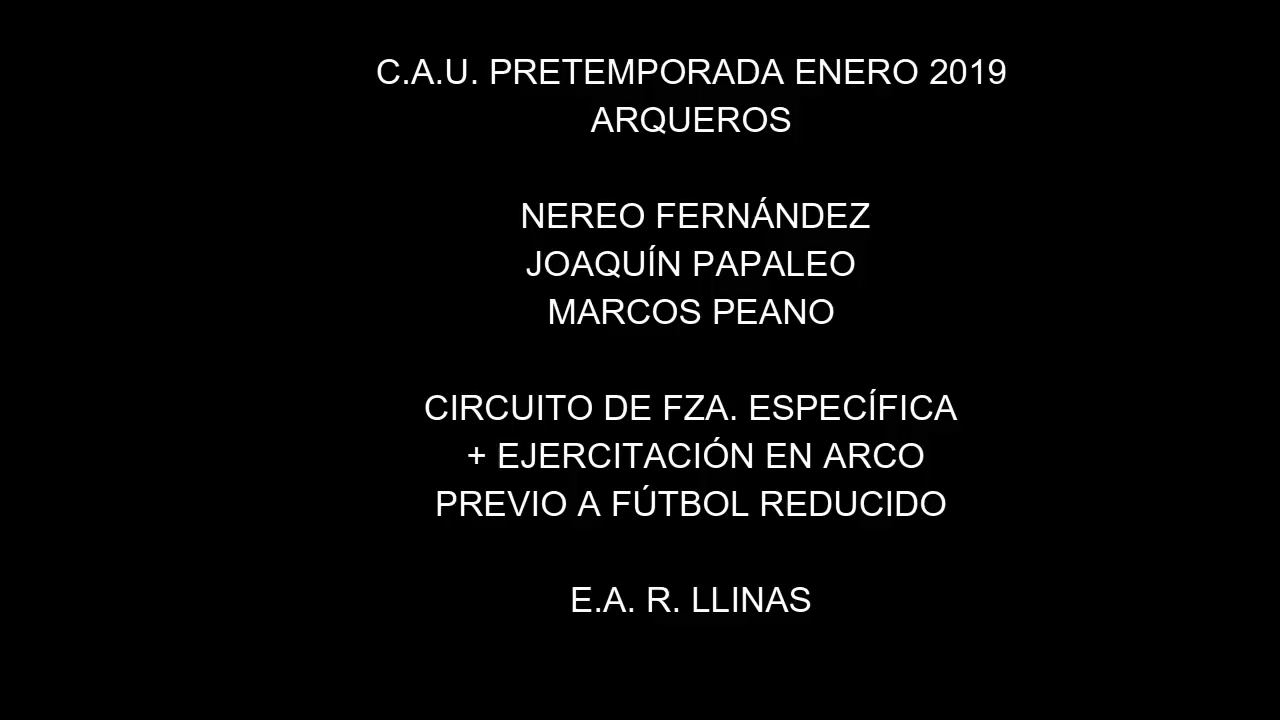 C.A.U. PRETEMPORADA ENERO 2019
ARQUEROS
NEREO FERNÁNDEZ
JOAQUÍN PAPALEO
MARCOS PEANO
CIRCUITO DE FZA. ESPECÍFICA
+ EJERCITACIÓN EN ARCO
PREVIO A FÚTBOL REDUCIDO
E.A. R. LLINAS